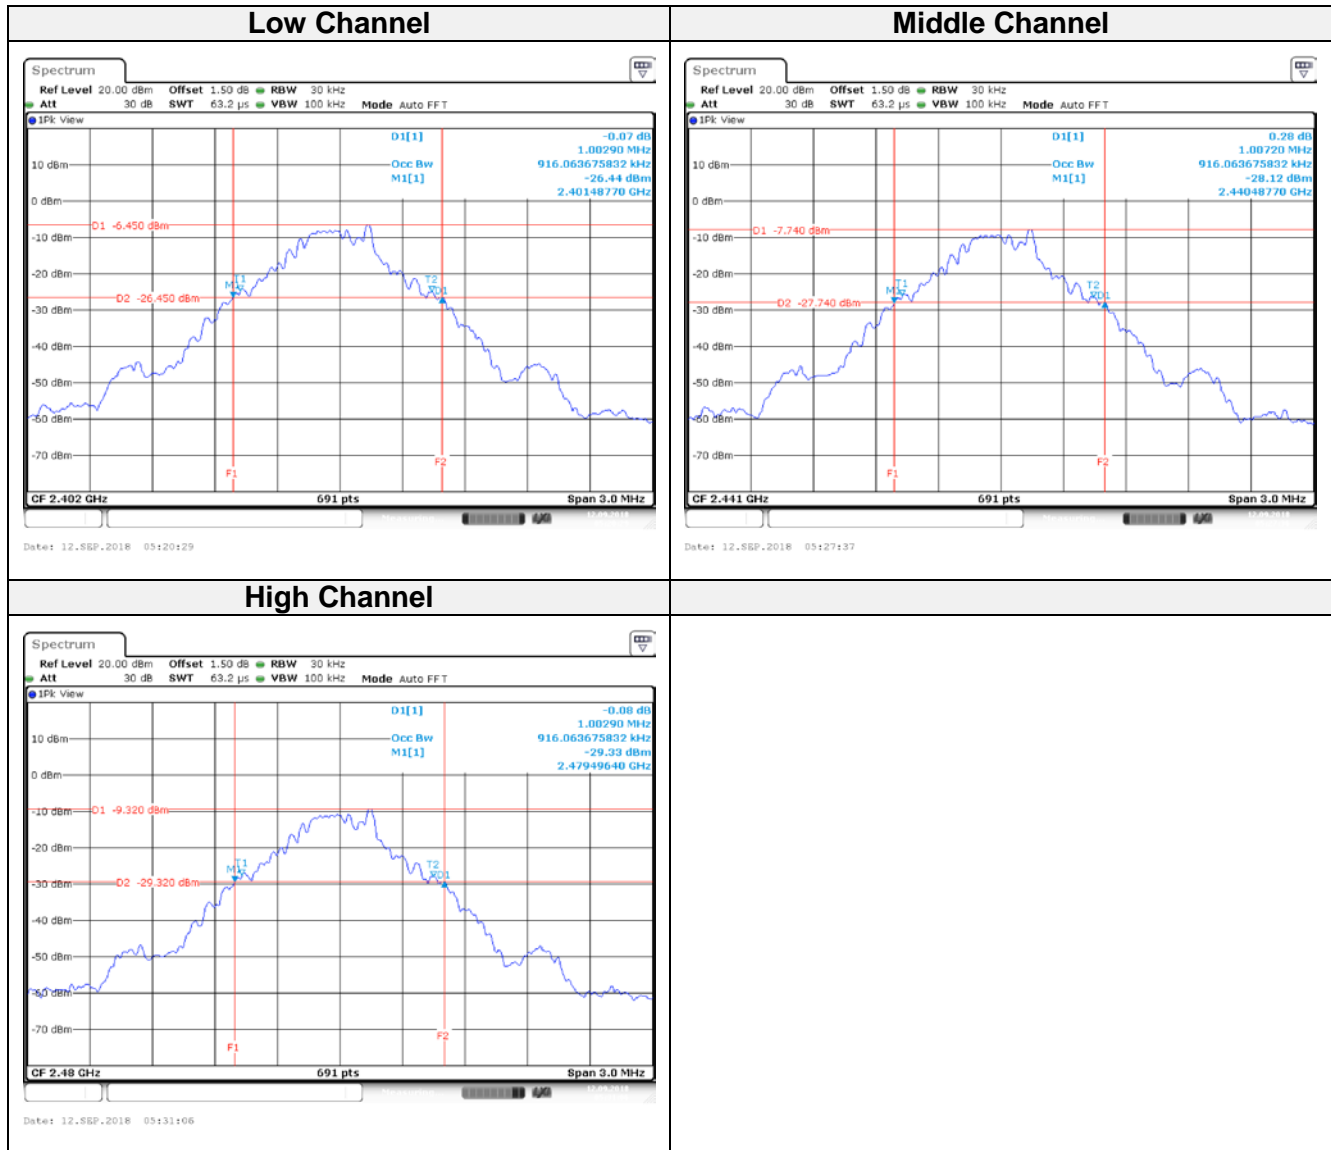 Low Channel
Spectrum
Ref Level 20.00 dBm Offset 1.50 dB RBW 30 kHz
Att 30 dB SWT 63.2 µs VBW 100 kHz Mode Auto FFT
1Pk View
D1[1] -0.07 dB
1.00290 MHz
Occ Bw 916.063675832 kHz
M1[1] -26.44 dBm
2.40148770 GHz
10 dBm
0 dBm
D1 -6.450 dBm
-10 dBm
-20 dBm
M1 T1 T2 D1
D2 -26.450 dBm
-30 dBm
-40 dBm
-50 dBm
-60 dBm
-70 dBm
F1 F2
CF 2.402 GHz 691 pts Span 3.0 MHz
Date: 12.SEP.2018 05:20:29
Middle Channel
Spectrum
Ref Level 20.00 dBm Offset 1.50 dB RBW 30 kHz
Att 30 dB SWT 63.2 µs VBW 100 kHz Mode Auto FFT
1Pk View
D1[1] 0.28 dB
1.00720 MHz
Occ Bw 916.063675832 kHz
M1[1] -28.12 dBm
2.44048770 GHz
10 dBm
0 dBm
D1 -7.740 dBm
-10 dBm
-20 dBm
M1 T1 T2 D1
D2 -27.740 dBm
-30 dBm
-40 dBm
-50 dBm
-60 dBm
-70 dBm
F1 F2
CF 2.441 GHz 691 pts Span 3.0 MHz
Date: 12.SEP.2018 05:27:37
High Channel
Spectrum
Ref Level 20.00 dBm Offset 1.50 dB RBW 30 kHz
Att 30 dB SWT 63.2 µs VBW 100 kHz Mode Auto FFT
1Pk View
D1[1] -0.08 dB
1.00290 MHz
Occ Bw 916.063675832 kHz
M1[1] -29.33 dBm
2.47949640 GHz
10 dBm
0 dBm
D1 -9.320 dBm
-10 dBm
-20 dBm
M1 T1 T2 D1
D2 -29.320 dBm
-30 dBm
-40 dBm
-50 dBm
-60 dBm
-70 dBm
F1 F2
CF 2.48 GHz 691 pts Span 3.0 MHz
Date: 12.SEP.2018 05:31:06